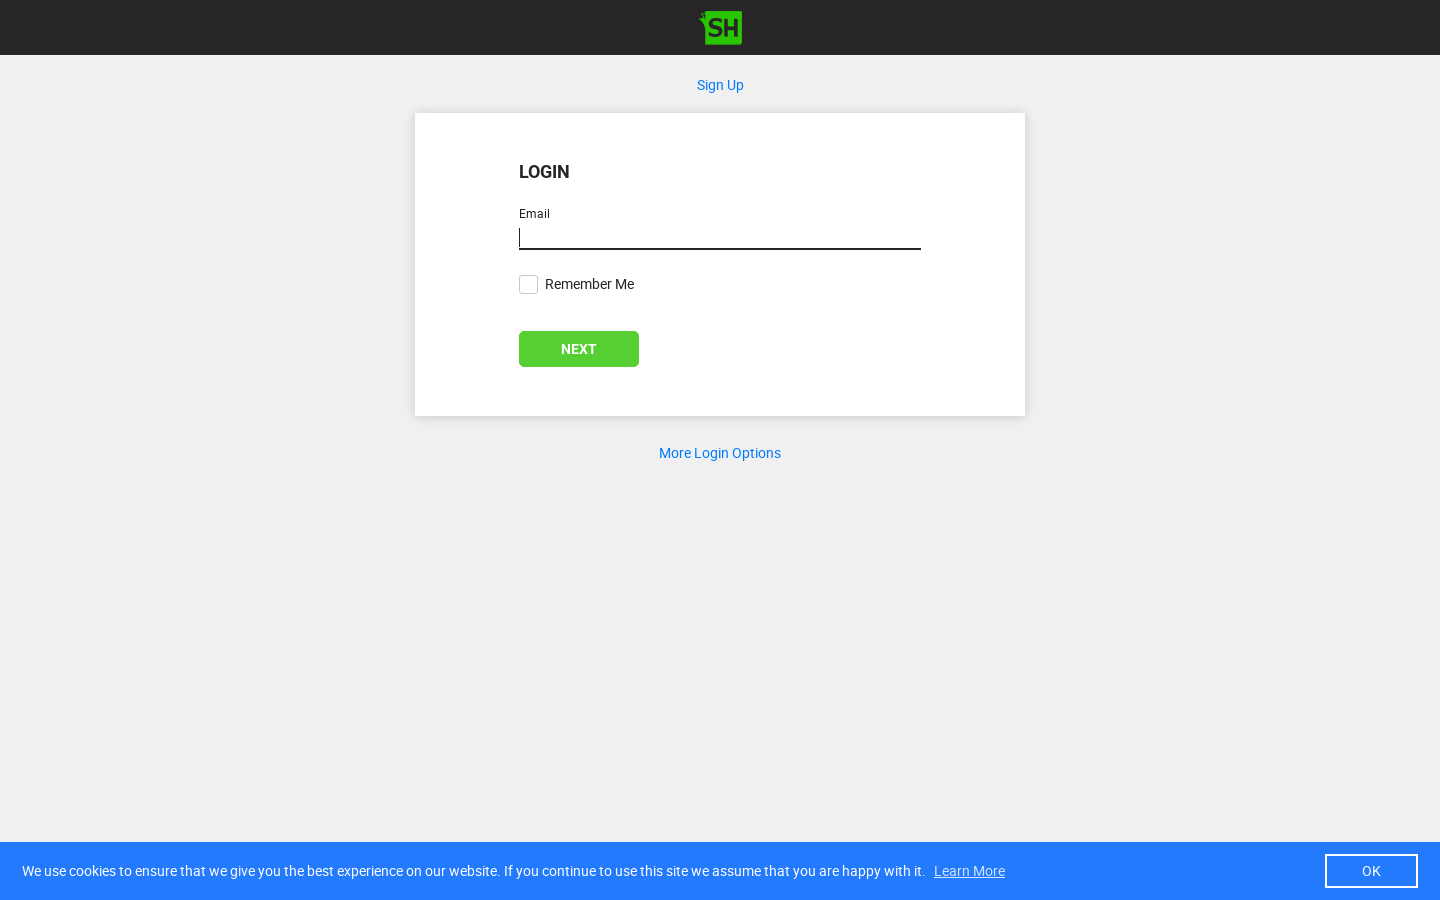 SH
Sign Up
LOGIN
Email
Remember Me
NEXT
More Login Options
We use cookies to ensure that we give you the best experience on our website. If you continue to use this site we assume that you are happy with it. Learn More
OK